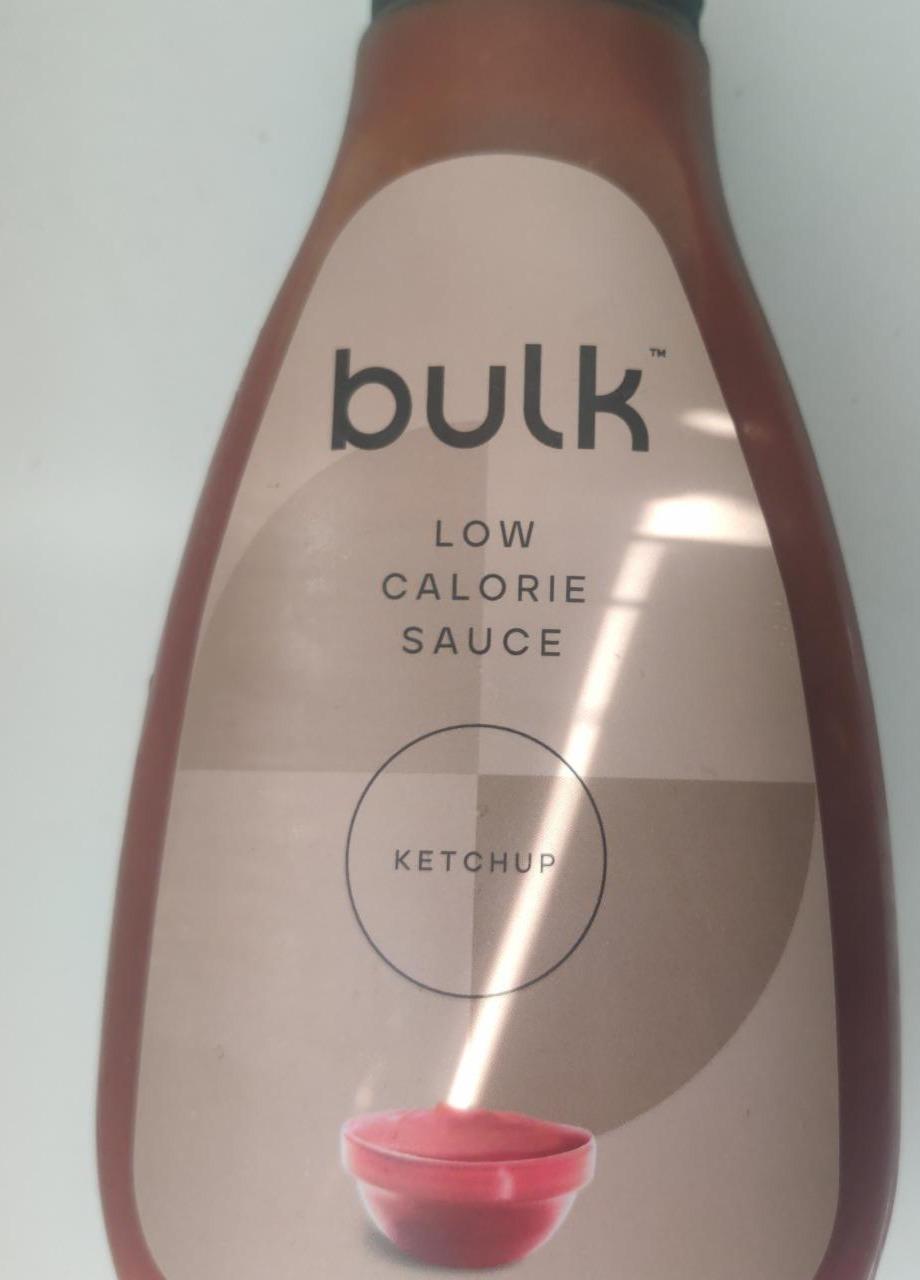 bulk™
LOW
CALORIE
SAUCE
KETCHUP